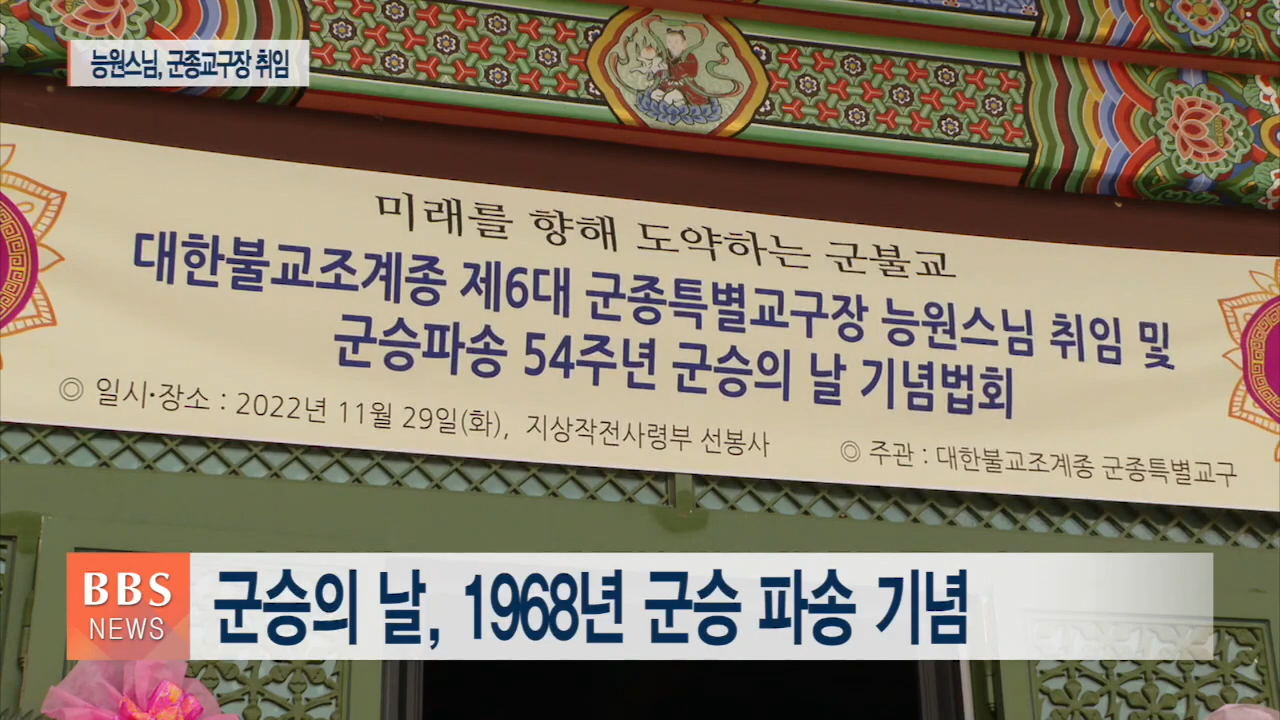 능원스님, 군종교구장 취임
미래를 향해 도약하는 군불교
대한불교조계종 제6대 군종특별교구장 능원스님 취임 및
군승파송 54주년 군승의 날 기념법회
◎ 일시·장소 : 2022년 11월 29일(화), 지상작전사령부 선봉사
◎ 주관 : 대한불교조계종 군종특별교구
BBS
NEWS
군승의 날, 1968년 군승 파송 기념